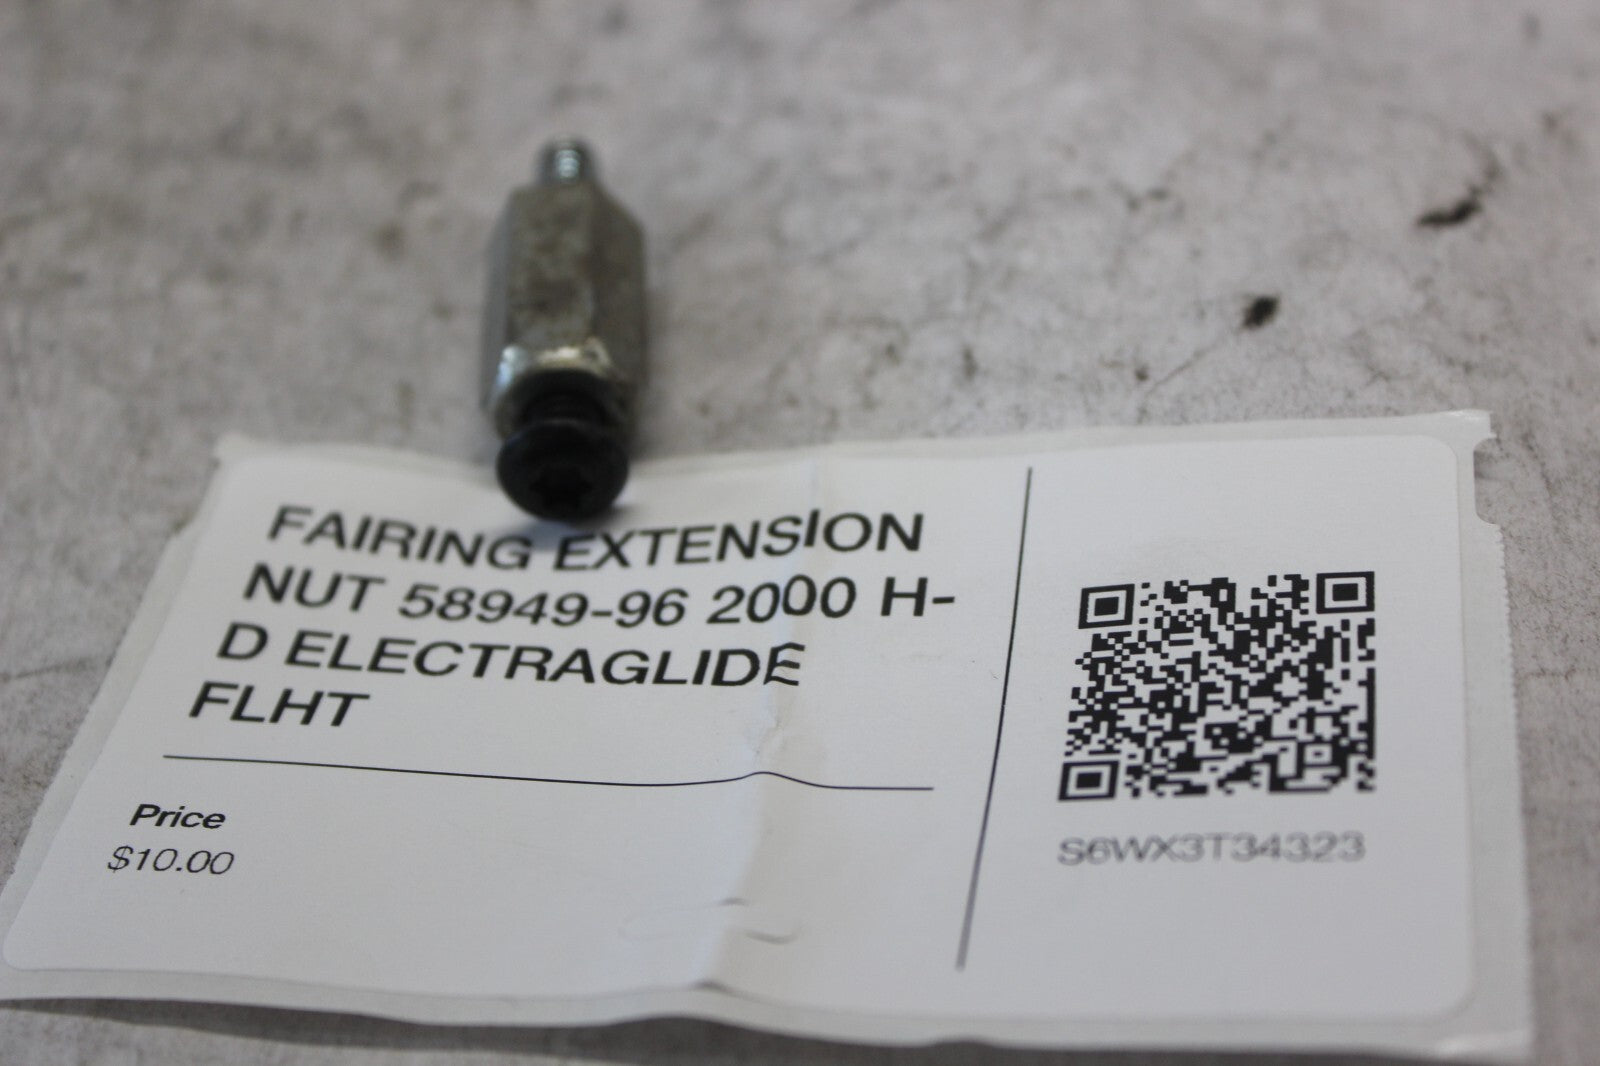 FAIRING EXTENSION
NUT 58949-96 2000 H-
D ELECTRAGLIDE
FLHT
Price
$10.00
S6WX3T34323